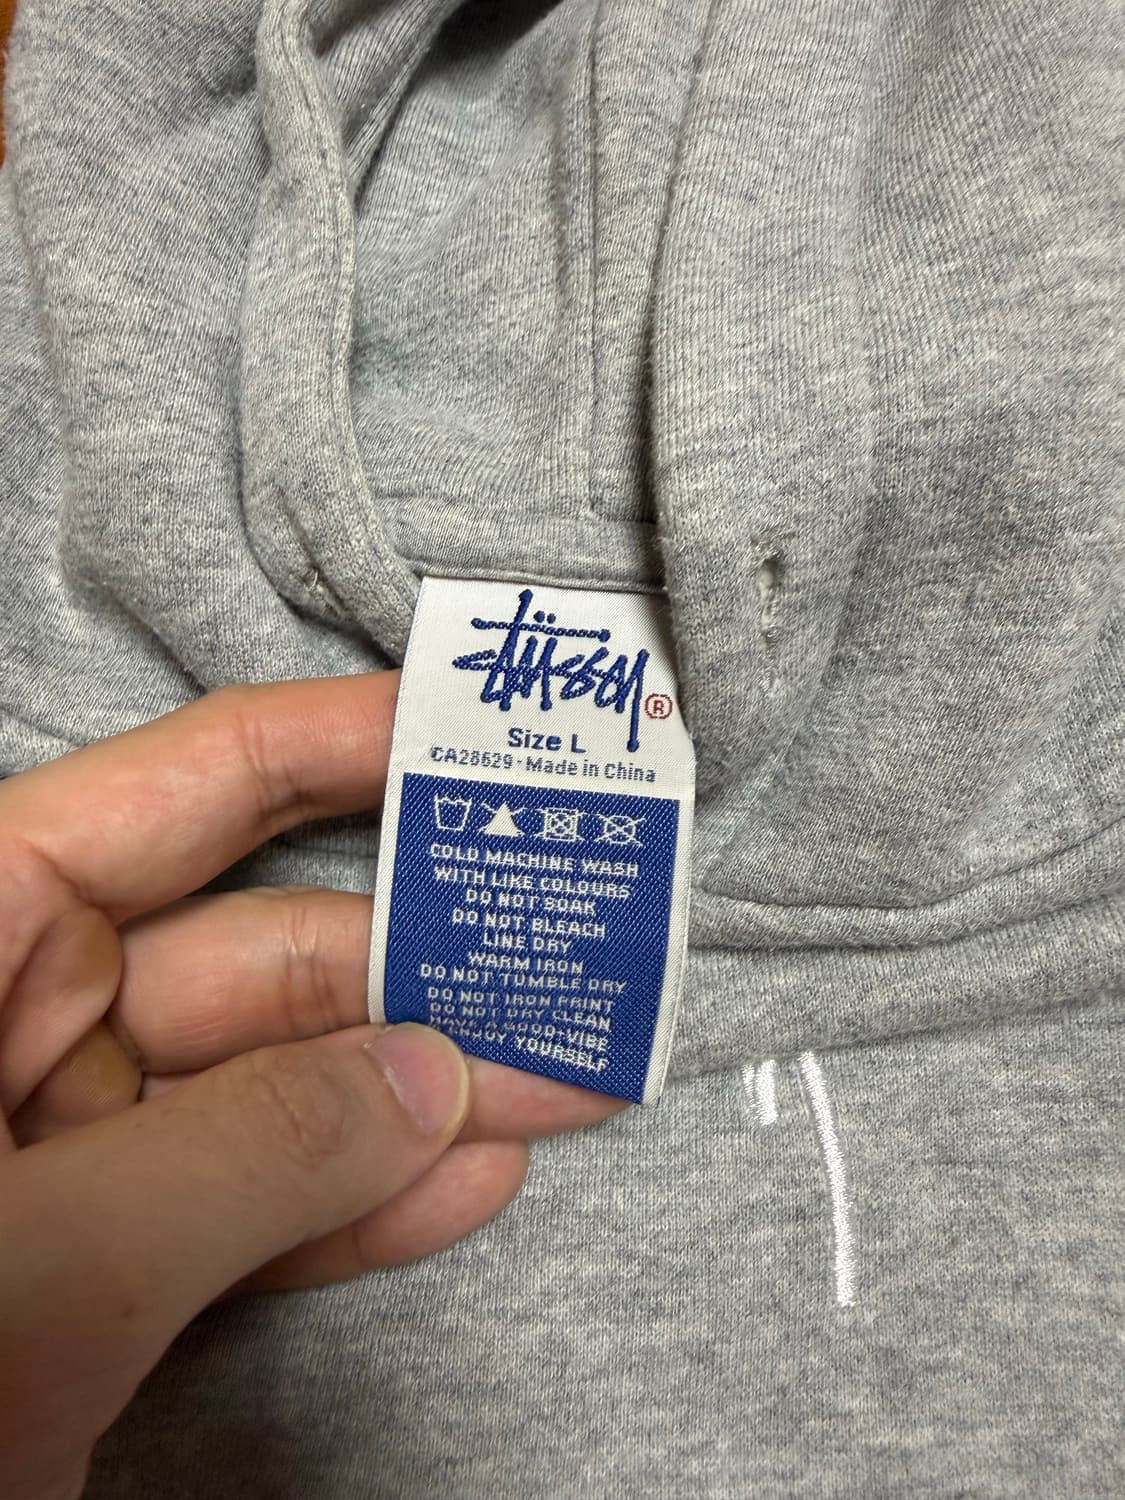 Stüssy ®
Size L
CA28629 · Made in China
COLD MACHINE WASH
WITH LIKE COLOURS
DO NOT SOAK
DO NOT BLEACH
LINE DRY
WARM IRON
DO NOT TUMBLE DRY
DO NOT IRON PRINT
DO NOT DRY CLEAN
GOOD VIBE
ENJOY YOURSELF